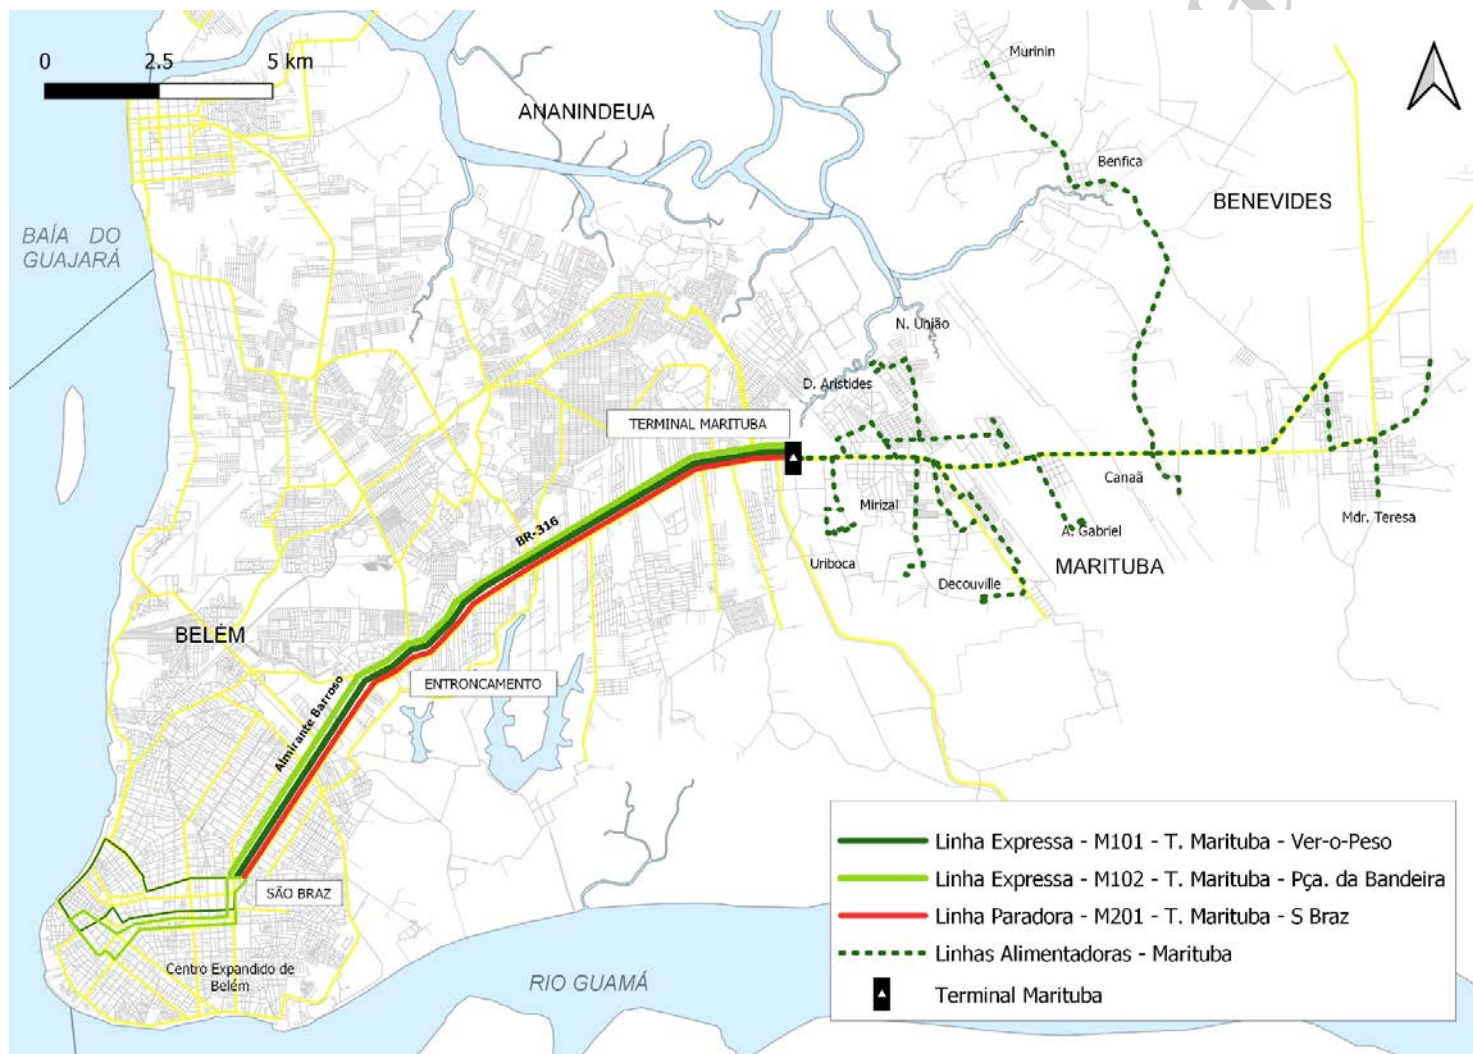 Murinin
0 2.5 5 km
ANANINDEUA
Benfica
BENEVIDES
BAÍA DO
GUAJARÁ
N. União
D. Aristides
TERMINAL MARITUBA
Canaã
Mirizal
Mdr. Teresa
BR-316
A. Gabriel
Uriboca
MARITUBA
Decouville
BELÉM
ENTRONCAMENTO
Almirante Barroso
SÃO BRAZ
Centro Expandido de
Belém
RIO GUAMÁ
Linha Expressa - M101 - T. Marituba - Ver-o-Peso
Linha Expressa - M102 - T. Marituba - Pça. da Bandeira
Linha Paradora - M201 - T. Marituba - S Braz
Linhas Alimentadoras - Marituba
Terminal Marituba